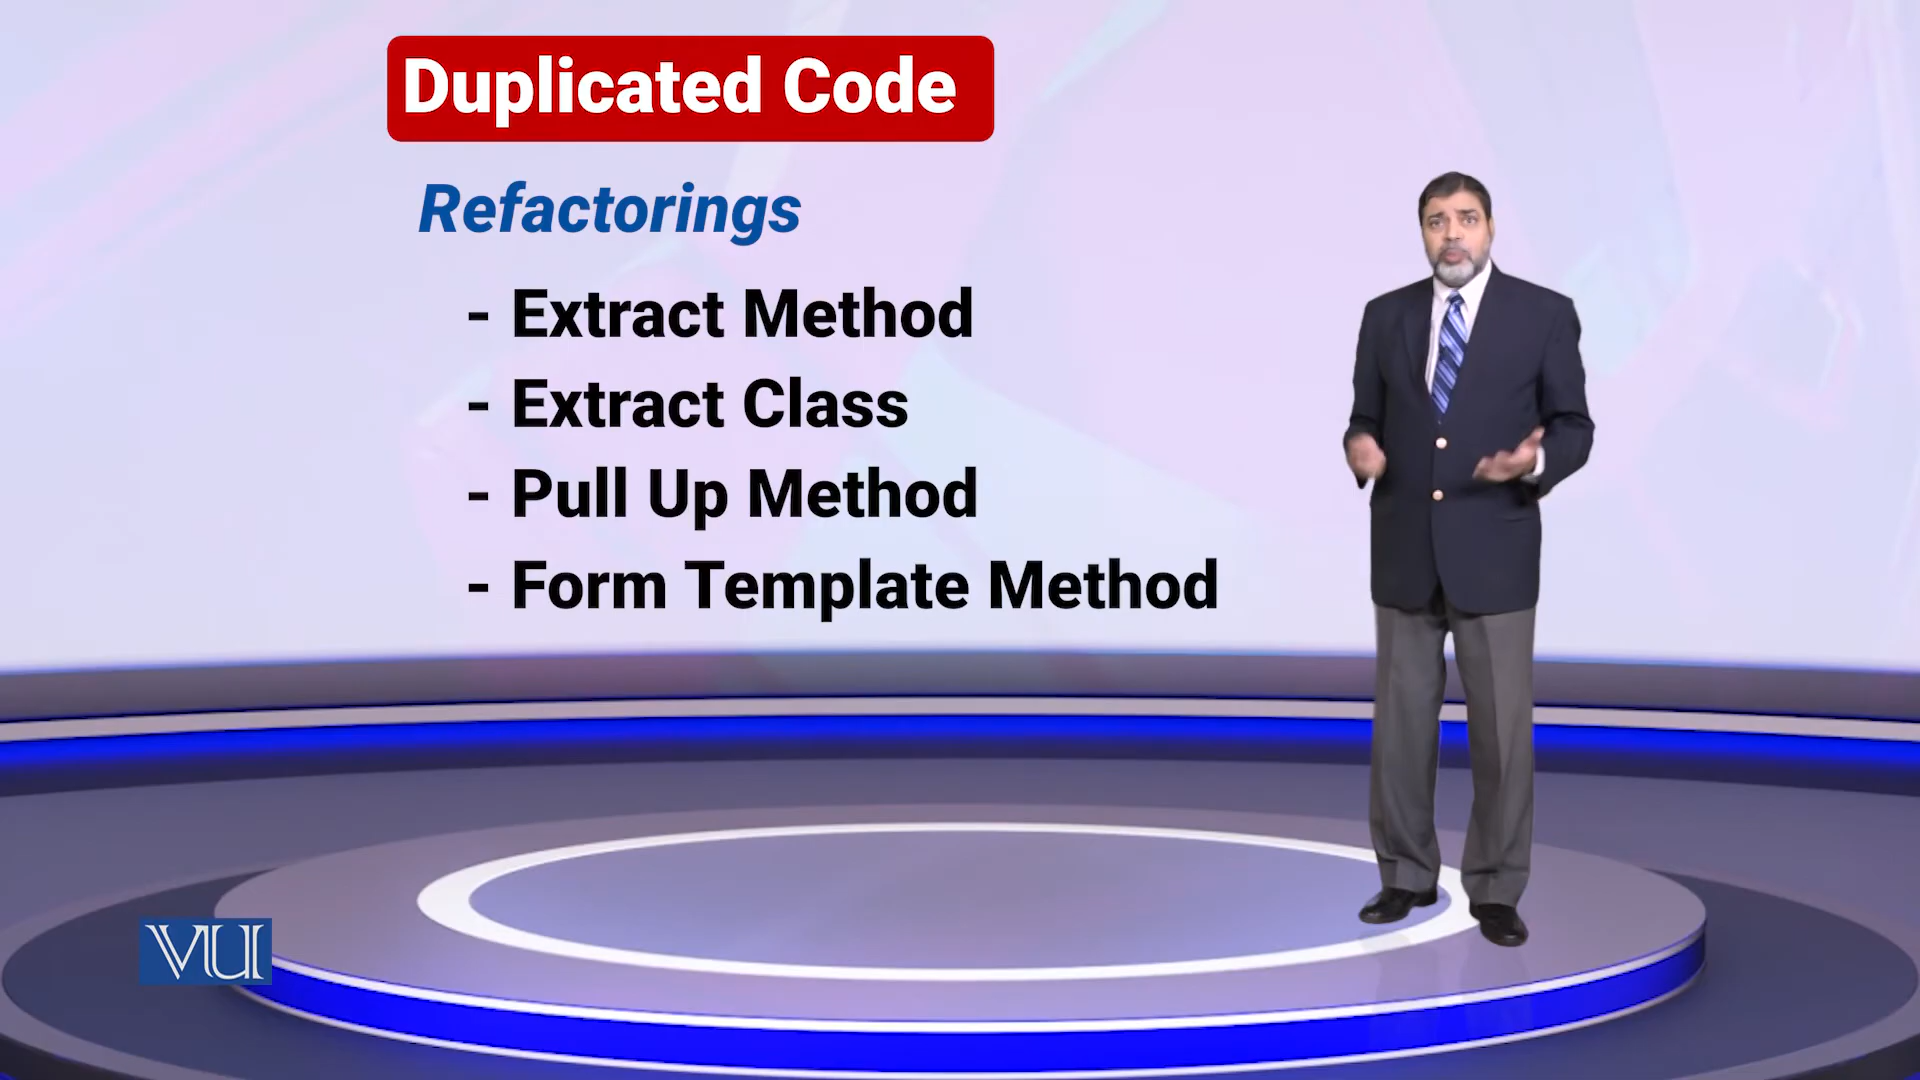 Duplicated Code
Refactorings
- Extract Method
- Extract Class
- Pull Up Method
- Form Template Method
VU